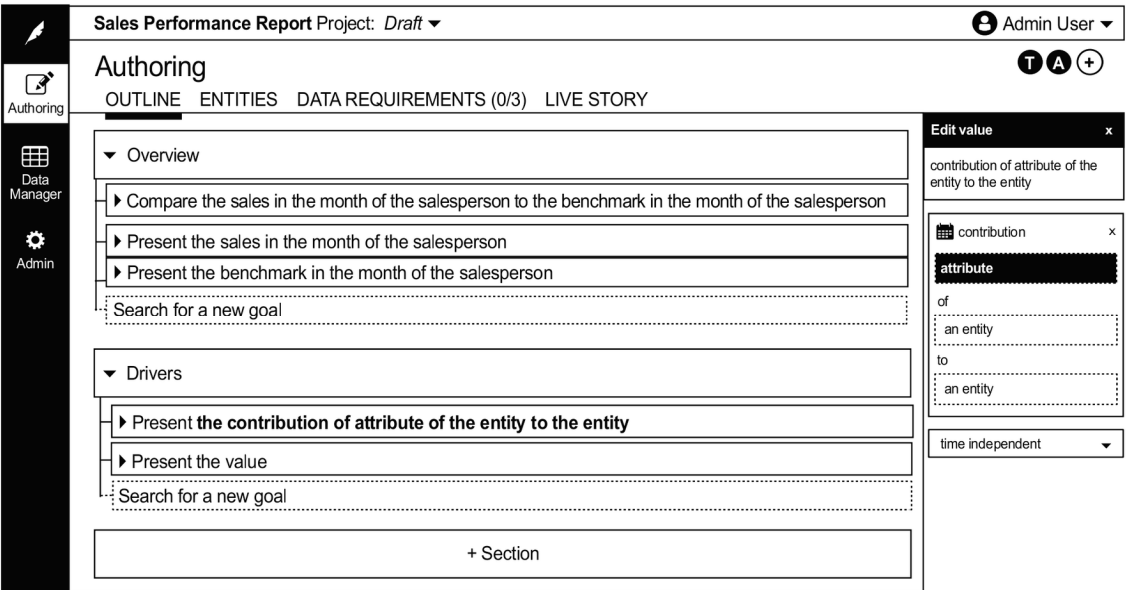 Sales Performance Report Project: Draft
Admin User
Authoring
T A +
OUTLINE ENTITIES DATA REQUIREMENTS (0/3) LIVE STORY
Authoring
Data
Manager
Admin
Overview
Compare the sales in the month of the salesperson to the benchmark in the month of the salesperson
Present the sales in the month of the salesperson
Present the benchmark in the month of the salesperson
Search for a new goal
Drivers
Present the contribution of attribute of the entity to the entity
Present the value
Search for a new goal
+ Section
Edit value x
contribution of attribute of the
entity to the entity
contribution x
attribute
of
an entity
to
an entity
time independent